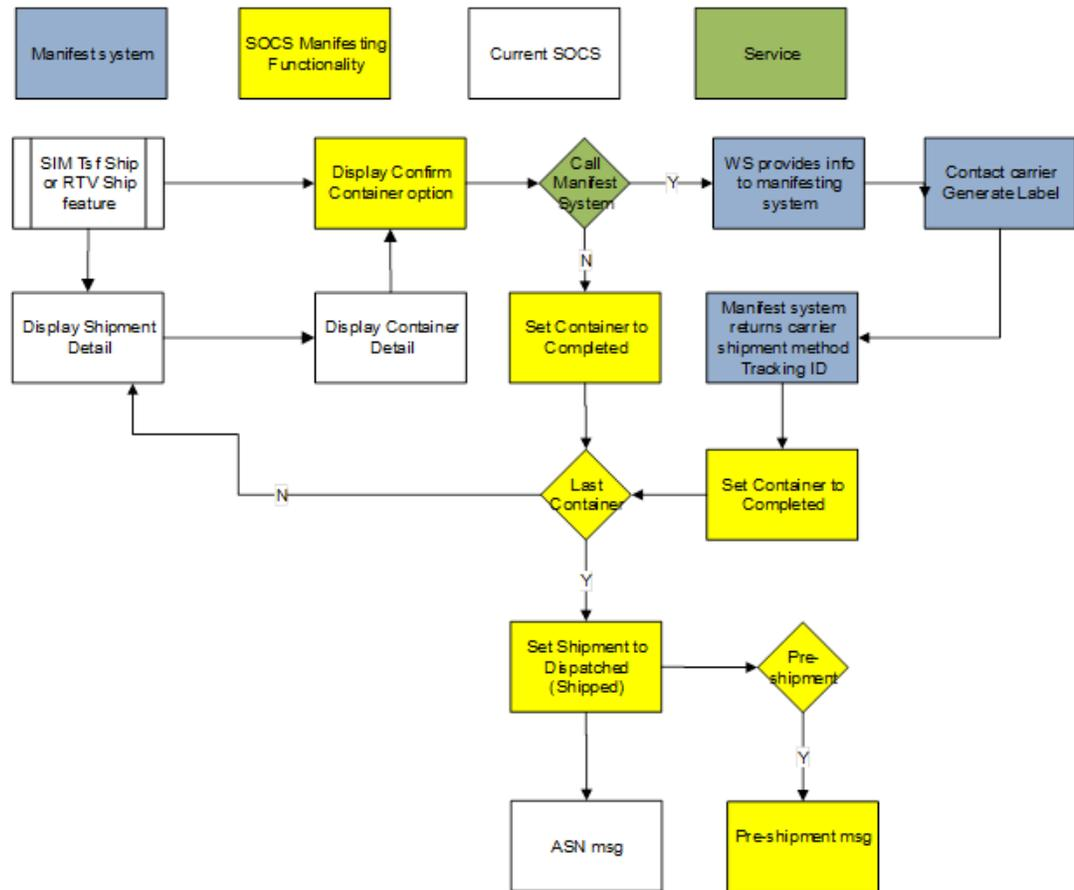 Manifest system
SOCS Manifesting
Functionality
Current SOCS
Service
SIM Tsf Ship
or RTV Ship
feature
Display Confirm
Container option
Call
Manifest
System
Y
WS provides info
to manifesting
system
Contact carrier
Generate Label
N
Display Shipment
Detail
Display Container
Detail
Set Container to
Completed
Manifest system
returns carrier
shipment method
Tracking ID
Last
Container
Set Container to
Completed
N
Y
Set Shipment to
Dispatched
(Shipped)
Pre-
shipment
Y
ASN msg
Pre-shipment msg